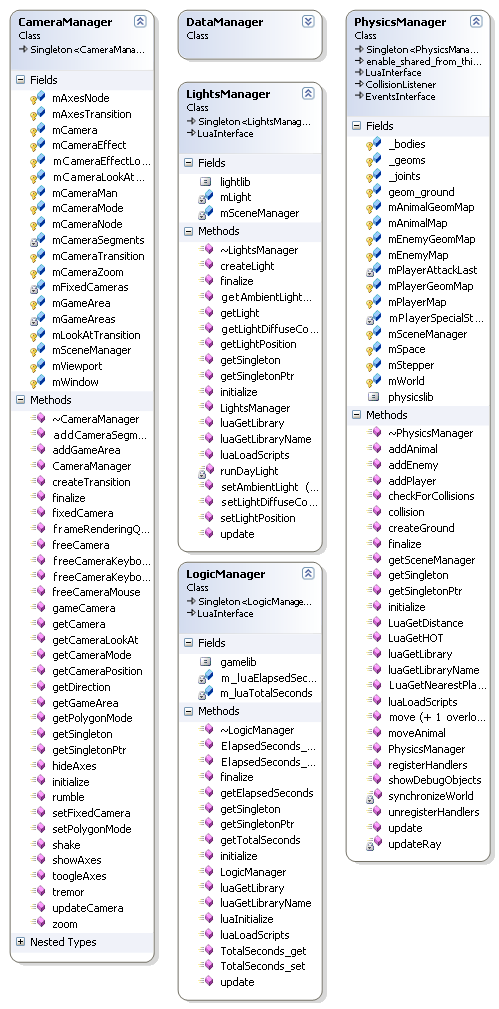 CameraManager
Class
Singleton<CameraMana...
Fields
mAxesNode
mAxesTransition
mCamera
mCameraEffect
mCameraEffectLo...
mCameraLookAt...
mCameraMan
mCameraMode
mCameraNode
mCameraSegments
mCameraTransition
mCameraZoom
mFixedCameras
mGameArea
mGameAreas
mLookAtTransition
mSceneManager
mViewport
mWindow
Methods
~CameraManager
addCameraSegm...
addGameArea
CameraManager
createTransition
finalize
fixedCamera
frameRenderingQ...
freeCamera
freeCameraKeybo...
freeCameraKeybo...
freeCameraMouse
gameCamera
getCamera
getCameraLookAt
getCameraMode
getCameraPosition
getDirection
getGameArea
getPolygonMode
getSingleton
getSingletonPtr
hideAxes
initialize
rumble
setFixedCamera
setPolygonMode
shake
showAxes
toogleAxes
tremor
updateCamera
zoom
Nested Types
DataManager
Class
LightsManager
Class
Singleton<LightsManag...
LuaInterface
Fields
lightlib
mLight
mSceneManager
Methods
~LightsManager
createLight
finalize
getAmbientLight...
getLight
getLightDiffuseCo...
getLightPosition
getSingleton
getSingletonPtr
initialize
LightsManager
luaGetLibrary
luaGetLibraryName
luaLoadScripts
runDayLight
setAmbientLight (...
setLightDiffuseCo...
setLightPosition
update
LogicManager
Class
Singleton<LogicManage...
LuaInterface
Fields
gamelib
m_luaElapsedSec...
m_luaTotalSeconds
Methods
~LogicManager
ElapsedSeconds_...
ElapsedSeconds_...
finalize
getElapsedSeconds
getSingleton
getSingletonPtr
getTotalSeconds
initialize
LogicManager
luaGetLibrary
luaGetLibraryName
luaInitialize
luaLoadScripts
TotalSeconds_get
TotalSeconds_set
update
PhysicsManager
Class
Singleton<PhysicsMana...
enable_shared_from_thi...
LuaInterface
CollisionListener
EventsInterface
Fields
_bodies
_geoms
_joints
geom_ground
mAnimalGeomMap
mAnimalMap
mEnemyGeomMap
mEnemyMap
mPlayerAttackLast
mPlayerGeomMap
mPlayerMap
mPlayerSpecialSt...
mSceneManager
mSpace
mStepper
mWorld
physicslib
Methods
~PhysicsManager
addAnimal
addEnemy
addPlayer
checkForCollisions
collision
createGround
finalize
getSceneManager
getSingleton
getSingletonPtr
initialize
LuaGetDistance
LuaGetHOT
luaGetLibrary
luaGetLibraryName
LuaGetNearestPla...
luaLoadScripts
move (+ 1 overlo...
moveAnimal
PhysicsManager
registerHandlers
showDebugObjects
synchronizeWorld
unregisterHandlers
update
updateRay